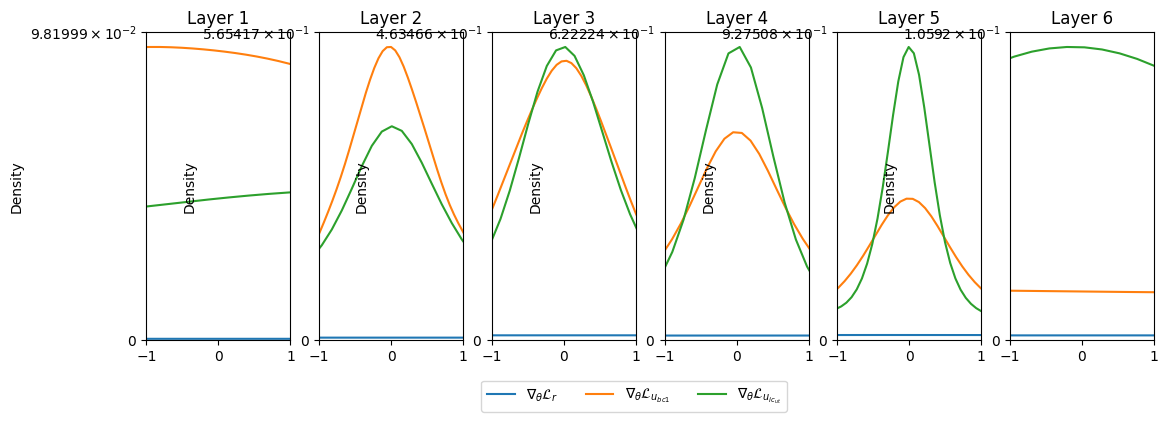 Layer 1 Layer 2 Layer 3 Layer 4 Layer 5 Layer 6
9.81999 × 10⁻² 5.65417 × 10⁻¹ 4.63466 × 10⁻¹ 6.22224 × 10⁻¹ 9.27508 × 10⁻¹ 1.0592 × 10⁻¹
Density Density Density Density Density Density
0 0 0 0 0 0
−1 0 1 −1 0 1 −1 0 1 −1 0 1 −1 0 1 −1 0 1
∇θℒr ∇θℒu_bc1 ∇θℒu_ic_ut